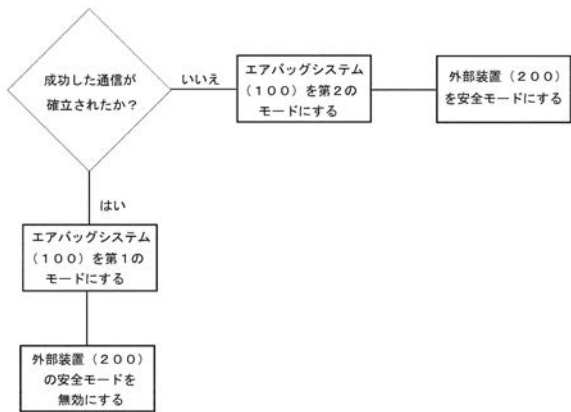 成功した通信が
確立されたか?
いいえ
エアバッグシステム
(100)を第2の
モードにする
外部装置(200)
を安全モードにする
はい
エアバッグシステム
(100)を第1の
モードにする
外部装置(200)
の安全モードを
無効にする